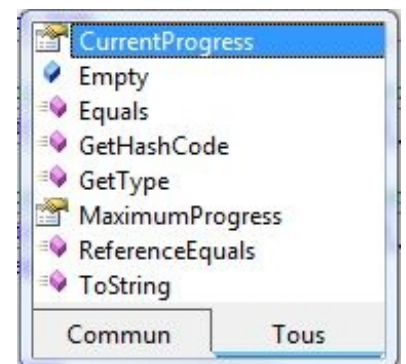 CurrentProgress
Empty
Equals
GetHashCode
GetType
MaximumProgress
ReferenceEquals
ToString
Commun Tous